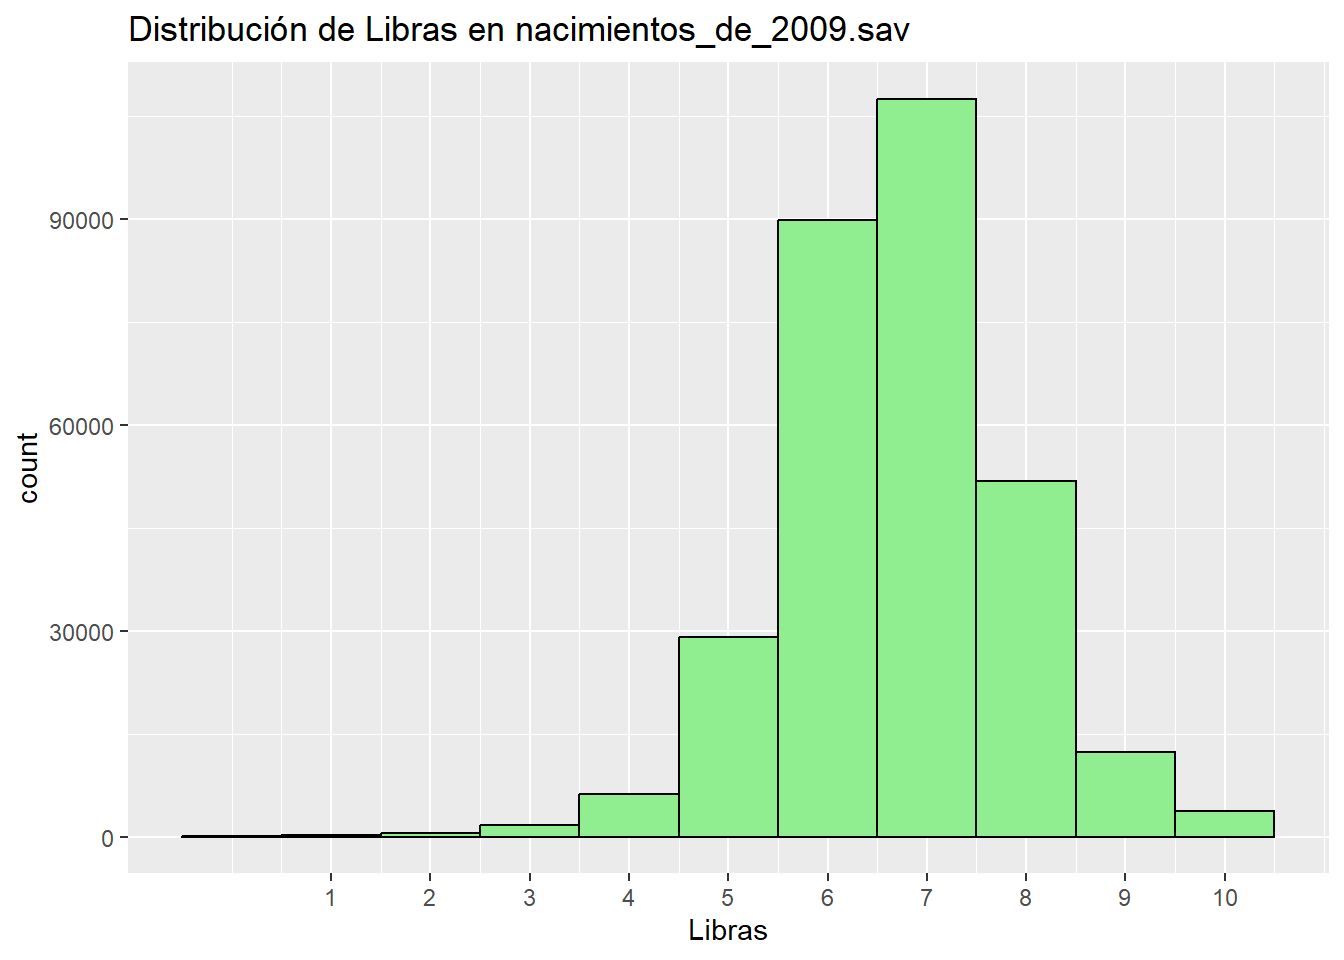 Distribución de Libras en nacimientos_de_2009.sav
90000
60000
30000
0
count
1 2 3 4 5 6 7 8 9 10
Libras